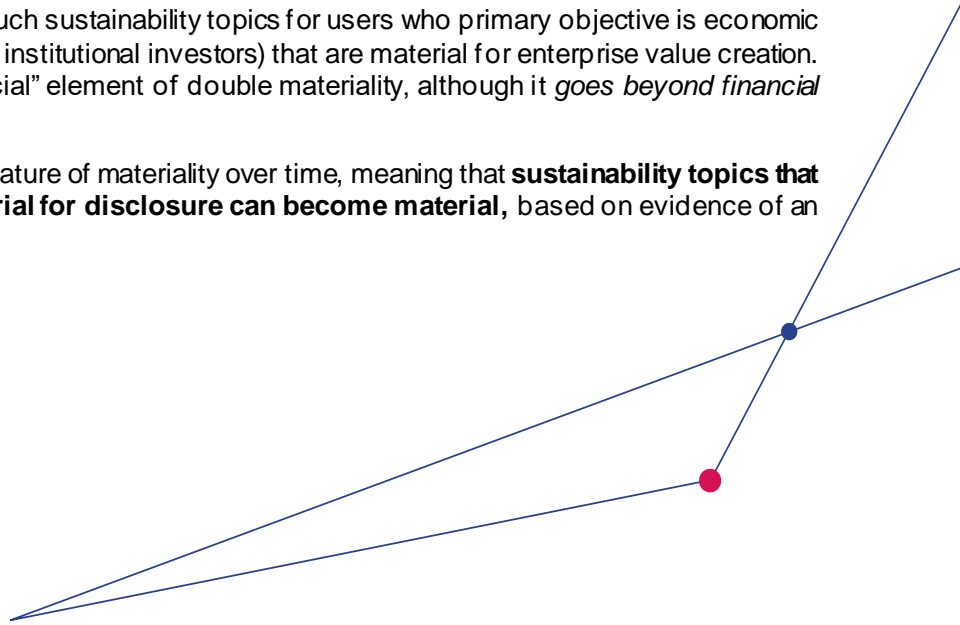 uch sustainability topics for users who primary objective is economic
institutional investors) that are material for enterprise value creation.
cial” element of double materiality, although it goes beyond financial
ature of materiality over time, meaning that sustainability topics that
rial for disclosure can become material, based on evidence of an